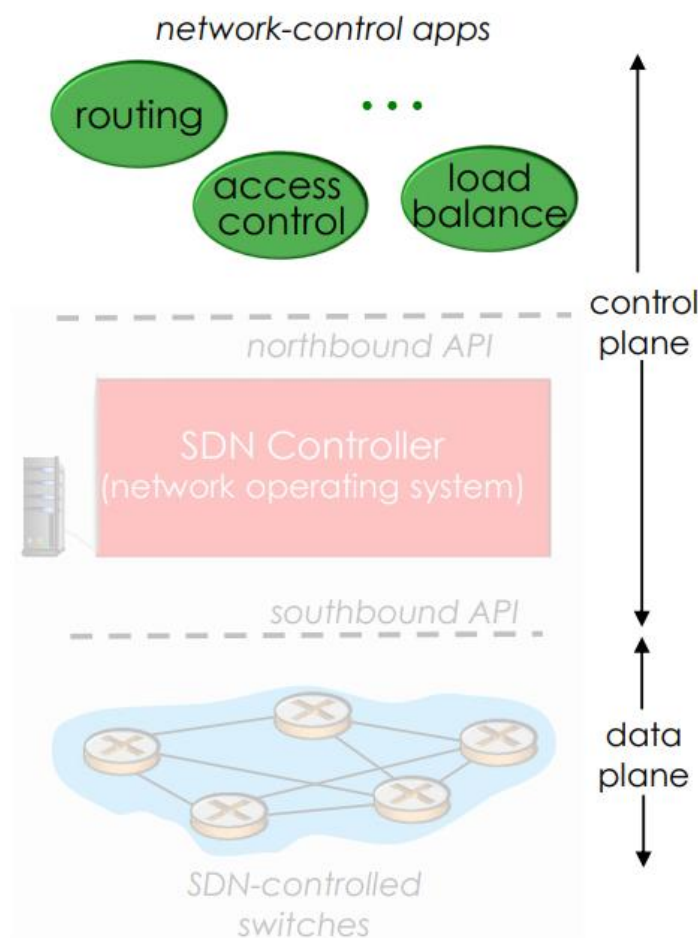 network-control apps
routing
• • •
access
control
load
balance
control
plane
northbound API
SDN Controller
(network operating system)
southbound API
data
plane
SDN-controlled
switches